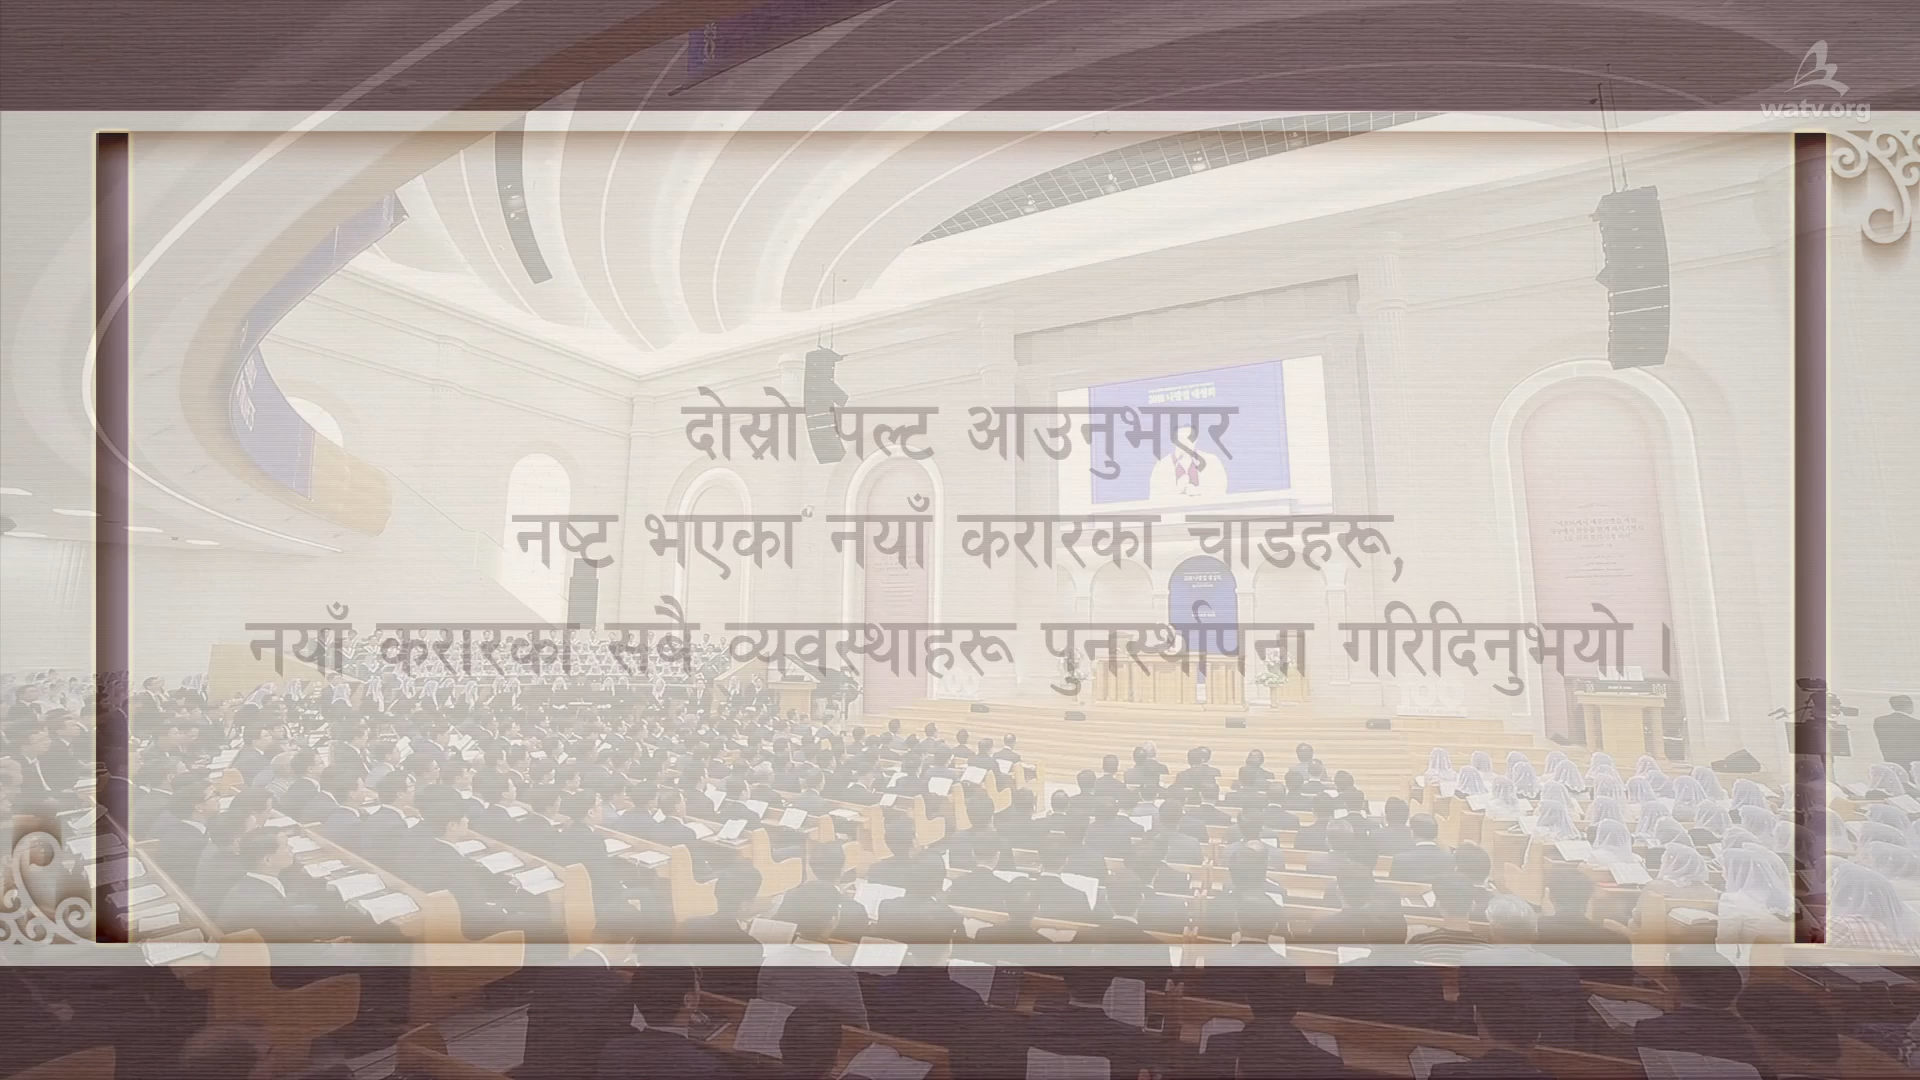 watv.org
दोस्रो पल्ट आउनुभएर
नष्ट भएका नयाँ करारका चाडहरू,
नयाँ करारका सबै व्यवस्थाहरू पुनर्स्थापना गरिदिनुभयो ।